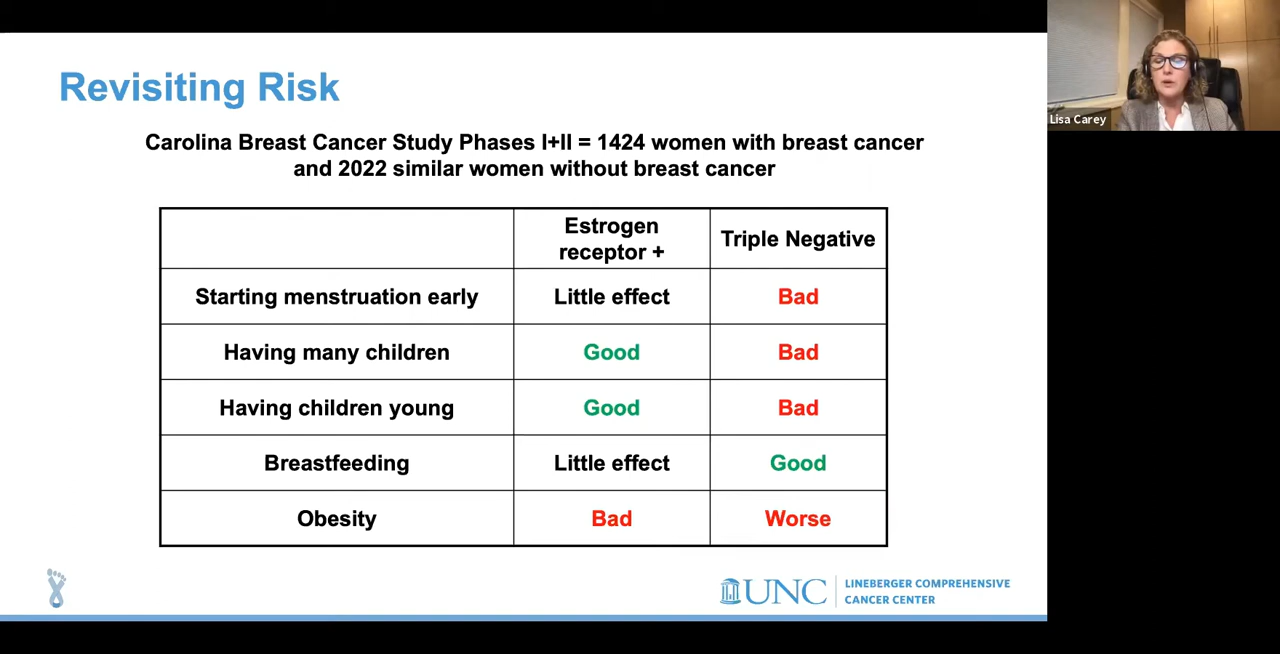 Revisiting Risk
Carolina Breast Cancer Study Phases I+II = 1424 women with breast cancer
and 2022 similar women without breast cancer
Estrogen
receptor +
Triple Negative
Starting menstruation early
Little effect
Bad
Having many children
Good
Bad
Having children young
Good
Bad
Breastfeeding
Little effect
Good
Obesity
Bad
Worse
UNC
LINEBERGER COMPREHENSIVE
CANCER CENTER
Lisa Carey